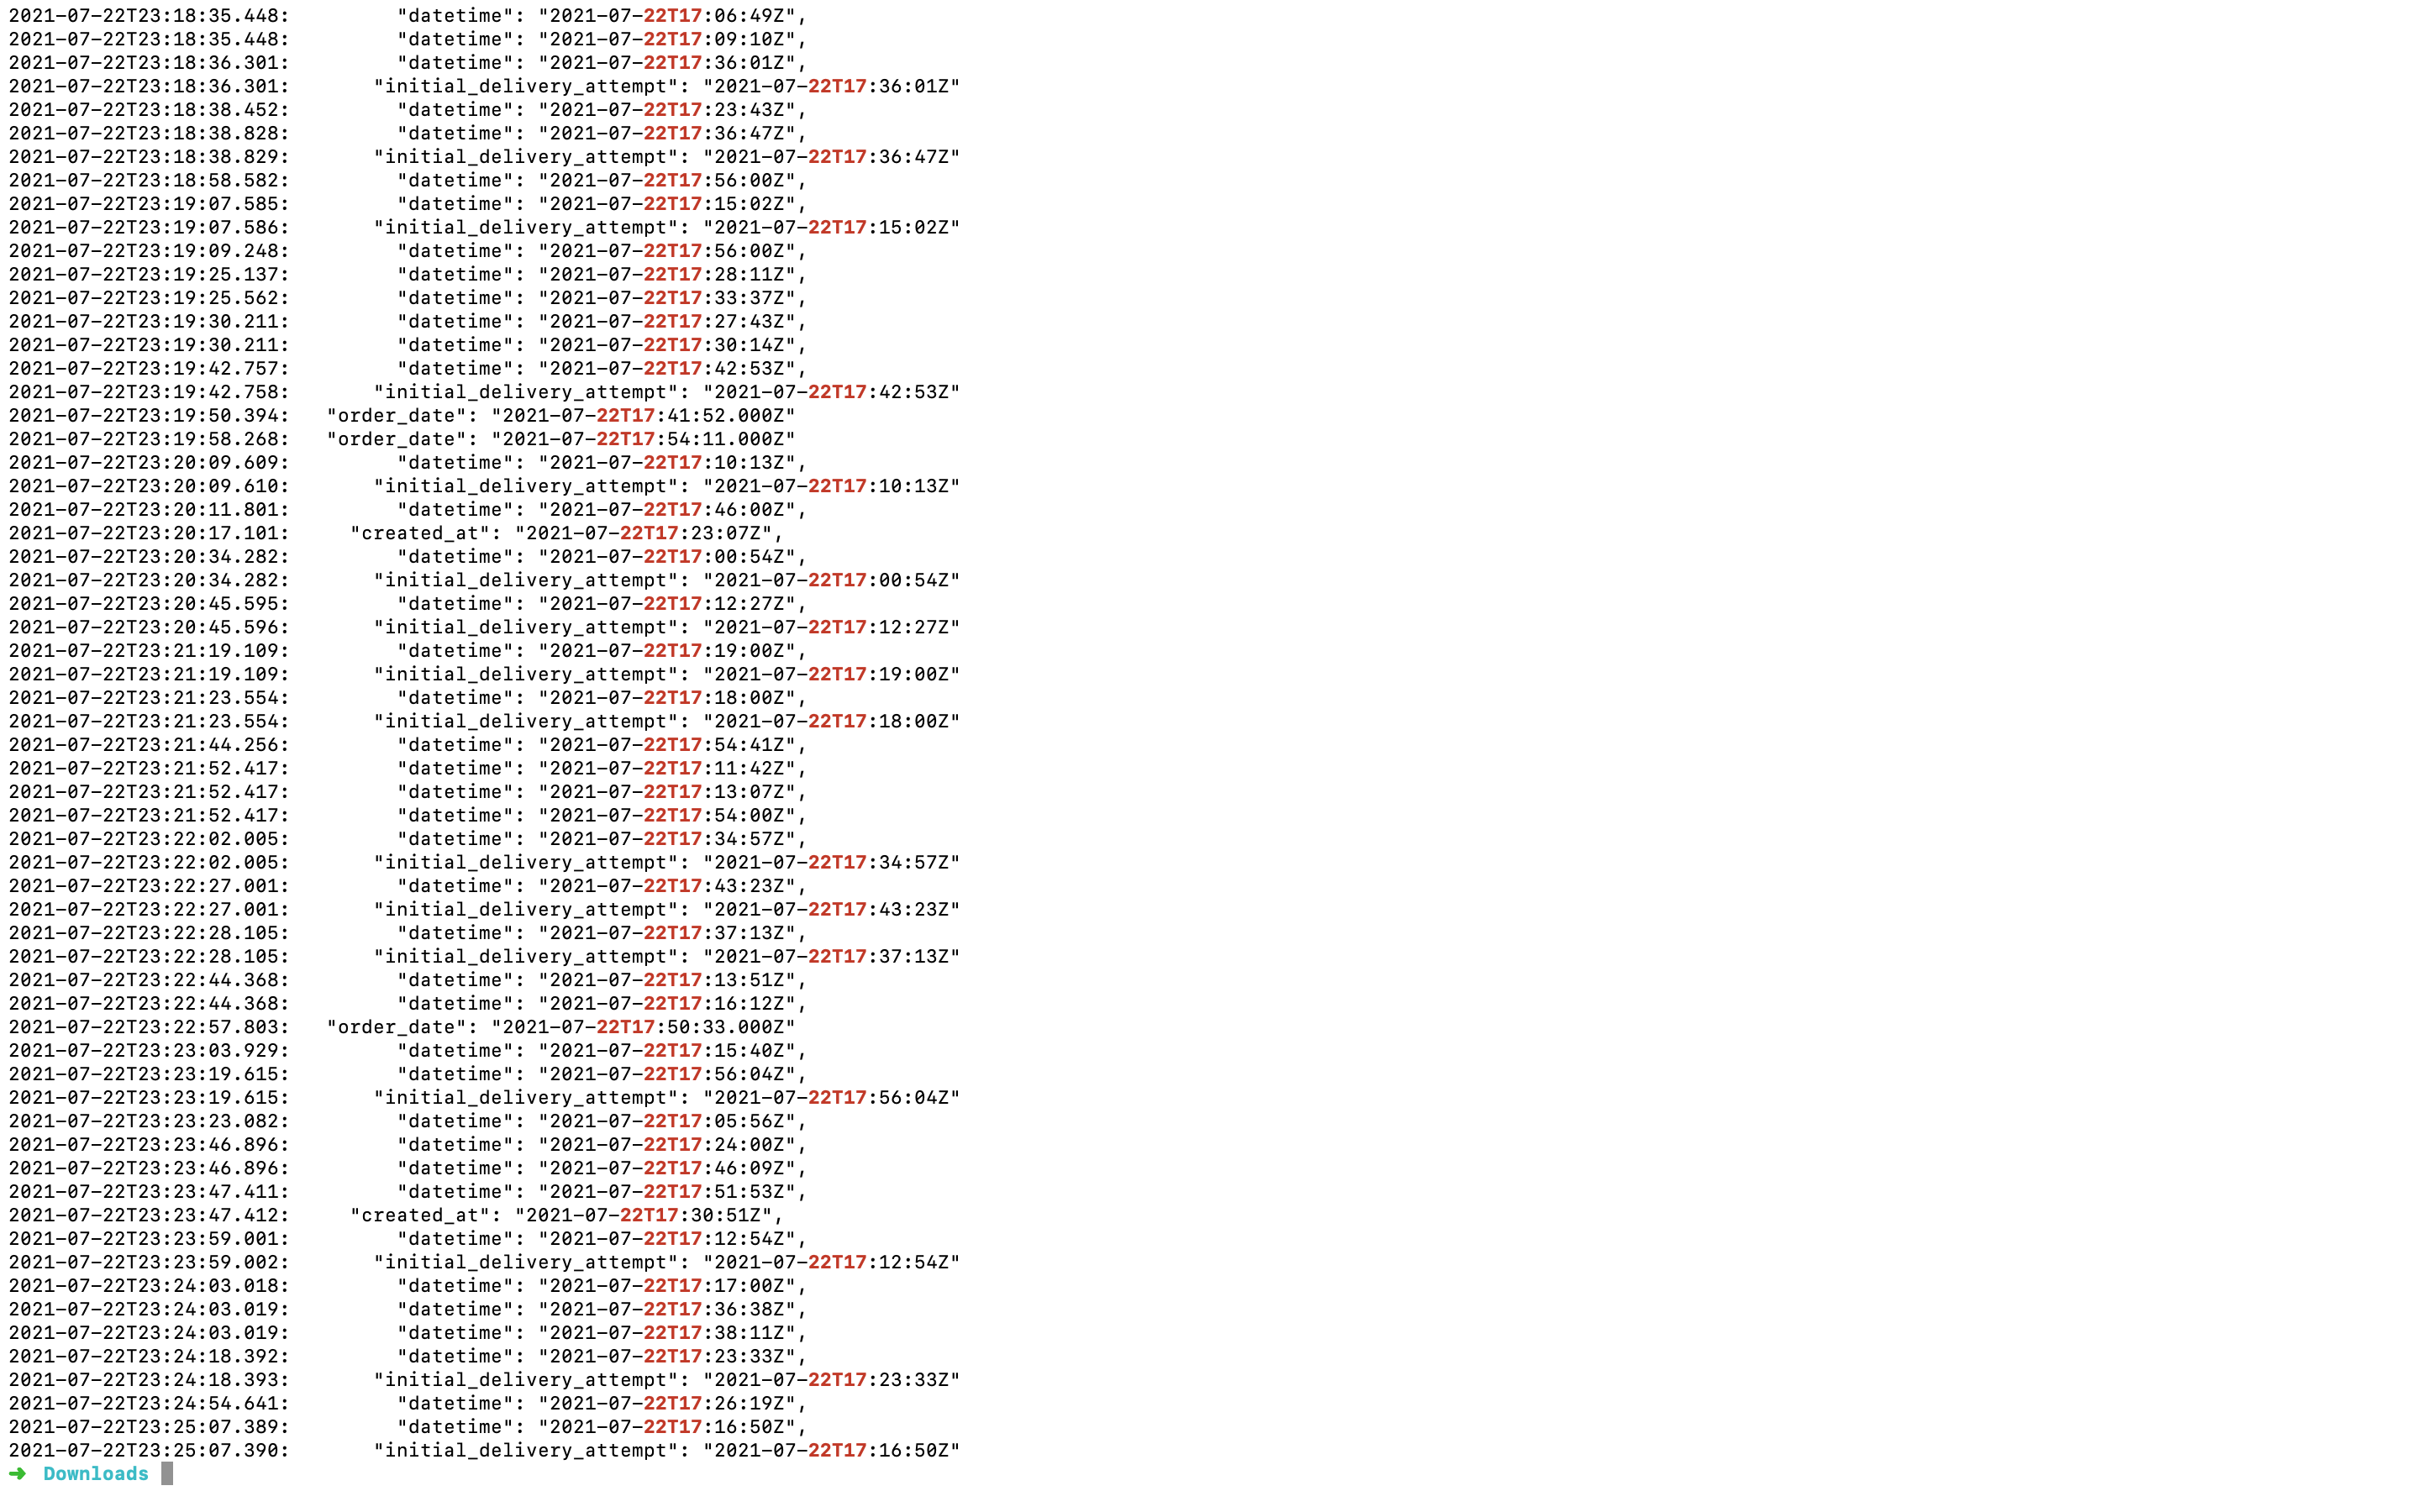 2021-07-22T23:18:35.448:         "datetime": "2021-07-22T17:06:49Z",
2021-07-22T23:18:35.448:         "datetime": "2021-07-22T17:09:10Z",
2021-07-22T23:18:36.301:         "datetime": "2021-07-22T17:36:01Z",
2021-07-22T23:18:36.301:       "initial_delivery_attempt": "2021-07-22T17:36:01Z"
2021-07-22T23:18:38.452:         "datetime": "2021-07-22T17:23:43Z",
2021-07-22T23:18:38.828:         "datetime": "2021-07-22T17:36:47Z",
2021-07-22T23:18:38.829:       "initial_delivery_attempt": "2021-07-22T17:36:47Z"
2021-07-22T23:18:58.582:         "datetime": "2021-07-22T17:56:00Z",
2021-07-22T23:19:07.585:         "datetime": "2021-07-22T17:15:02Z",
2021-07-22T23:19:07.586:       "initial_delivery_attempt": "2021-07-22T17:15:02Z"
2021-07-22T23:19:09.248:         "datetime": "2021-07-22T17:56:00Z",
2021-07-22T23:19:25.137:         "datetime": "2021-07-22T17:28:11Z",
2021-07-22T23:19:25.562:         "datetime": "2021-07-22T17:33:37Z",
2021-07-22T23:19:30.211:         "datetime": "2021-07-22T17:27:43Z",
2021-07-22T23:19:30.211:         "datetime": "2021-07-22T17:30:14Z",
2021-07-22T23:19:42.757:         "datetime": "2021-07-22T17:42:53Z",
2021-07-22T23:19:42.758:       "initial_delivery_attempt": "2021-07-22T17:42:53Z"
2021-07-22T23:19:50.394:   "order_date": "2021-07-22T17:41:52.000Z"
2021-07-22T23:19:58.268:   "order_date": "2021-07-22T17:54:11.000Z"
2021-07-22T23:20:09.609:         "datetime": "2021-07-22T17:10:13Z",
2021-07-22T23:20:09.610:       "initial_delivery_attempt": "2021-07-22T17:10:13Z"
2021-07-22T23:20:11.801:         "datetime": "2021-07-22T17:46:00Z",
2021-07-22T23:20:17.101:     "created_at": "2021-07-22T17:23:07Z",
2021-07-22T23:20:34.282:         "datetime": "2021-07-22T17:00:54Z",
2021-07-22T23:20:34.282:       "initial_delivery_attempt": "2021-07-22T17:00:54Z"
2021-07-22T23:20:45.595:         "datetime": "2021-07-22T17:12:27Z",
2021-07-22T23:20:45.596:       "initial_delivery_attempt": "2021-07-22T17:12:27Z"
2021-07-22T23:21:19.109:         "datetime": "2021-07-22T17:19:00Z",
2021-07-22T23:21:19.109:       "initial_delivery_attempt": "2021-07-22T17:19:00Z"
2021-07-22T23:21:23.554:         "datetime": "2021-07-22T17:18:00Z",
2021-07-22T23:21:23.554:       "initial_delivery_attempt": "2021-07-22T17:18:00Z"
2021-07-22T23:21:44.256:         "datetime": "2021-07-22T17:54:41Z",
2021-07-22T23:21:52.417:         "datetime": "2021-07-22T17:11:42Z",
2021-07-22T23:21:52.417:         "datetime": "2021-07-22T17:13:07Z",
2021-07-22T23:21:52.417:         "datetime": "2021-07-22T17:54:00Z",
2021-07-22T23:22:02.005:         "datetime": "2021-07-22T17:34:57Z",
2021-07-22T23:22:02.005:       "initial_delivery_attempt": "2021-07-22T17:34:57Z"
2021-07-22T23:22:27.001:         "datetime": "2021-07-22T17:43:23Z",
2021-07-22T23:22:27.001:       "initial_delivery_attempt": "2021-07-22T17:43:23Z"
2021-07-22T23:22:28.105:         "datetime": "2021-07-22T17:37:13Z",
2021-07-22T23:22:28.105:       "initial_delivery_attempt": "2021-07-22T17:37:13Z"
2021-07-22T23:22:44.368:         "datetime": "2021-07-22T17:13:51Z",
2021-07-22T23:22:44.368:         "datetime": "2021-07-22T17:16:12Z",
2021-07-22T23:22:57.803:   "order_date": "2021-07-22T17:50:33.000Z"
2021-07-22T23:23:03.929:         "datetime": "2021-07-22T17:15:40Z",
2021-07-22T23:23:19.615:         "datetime": "2021-07-22T17:56:04Z",
2021-07-22T23:23:19.615:       "initial_delivery_attempt": "2021-07-22T17:56:04Z"
2021-07-22T23:23:23.082:         "datetime": "2021-07-22T17:05:56Z",
2021-07-22T23:23:46.896:         "datetime": "2021-07-22T17:24:00Z",
2021-07-22T23:23:46.896:         "datetime": "2021-07-22T17:46:09Z",
2021-07-22T23:23:47.411:         "datetime": "2021-07-22T17:51:53Z",
2021-07-22T23:23:47.412:     "created_at": "2021-07-22T17:30:51Z",
2021-07-22T23:23:59.001:         "datetime": "2021-07-22T17:12:54Z",
2021-07-22T23:23:59.002:       "initial_delivery_attempt": "2021-07-22T17:12:54Z"
2021-07-22T23:24:03.018:         "datetime": "2021-07-22T17:17:00Z",
2021-07-22T23:24:03.019:         "datetime": "2021-07-22T17:36:38Z",
2021-07-22T23:24:03.019:         "datetime": "2021-07-22T17:38:11Z",
2021-07-22T23:24:18.392:         "datetime": "2021-07-22T17:23:33Z",
2021-07-22T23:24:18.393:       "initial_delivery_attempt": "2021-07-22T17:23:33Z"
2021-07-22T23:24:54.641:         "datetime": "2021-07-22T17:26:19Z",
2021-07-22T23:25:07.389:         "datetime": "2021-07-22T17:16:50Z",
2021-07-22T23:25:07.390:       "initial_delivery_attempt": "2021-07-22T17:16:50Z"
➜  Downloads